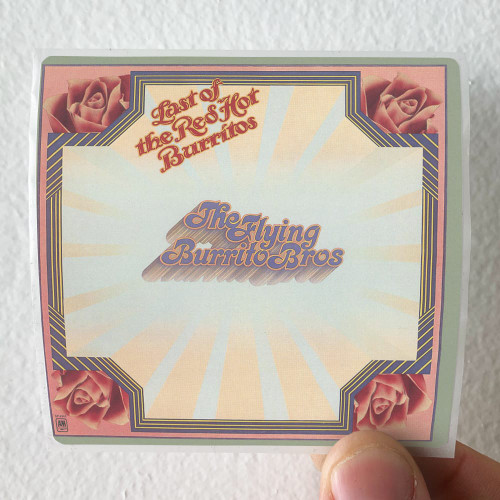 Last of
the Red Hot
Burritos
The Flying
Burrito Bros
A&M